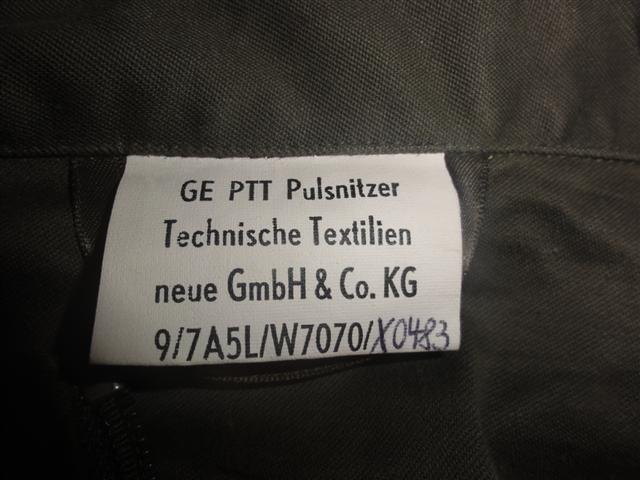 GE PTT Pulsnitzer
Technische Textilien
neue GmbH & Co. KG
9/7A5L/W7070/X0483